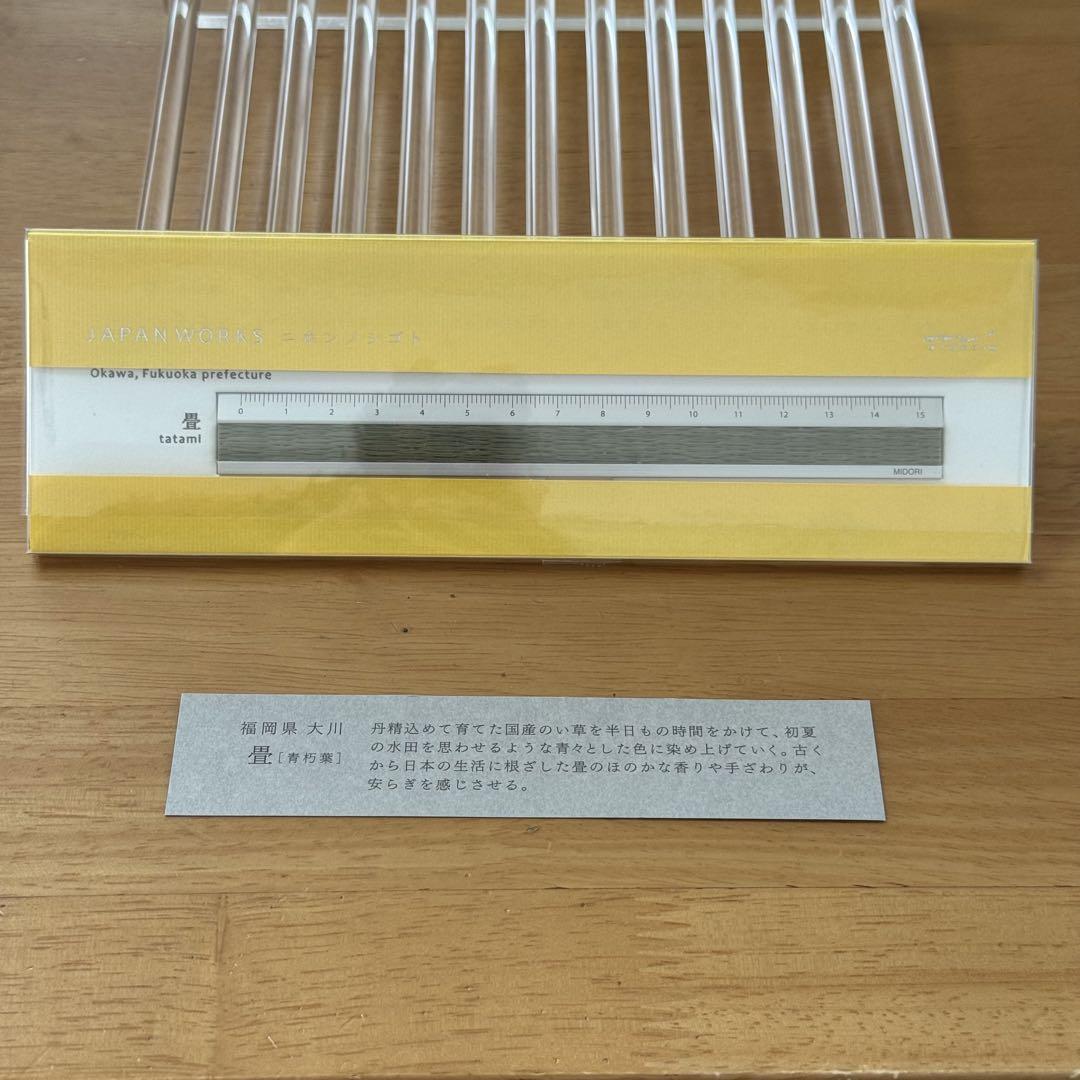 JAPAN WORKS ニホンノシゴト
Okawa, Fukuoka prefecture
畳
tatami
0 1 2 3 4 5 6 7 8 9 10 11 12 13 14 15
MIDORI
福岡県 大川
畳［青朽葉］
丹精込めて育てた国産のい草を半日もの時間をかけて、初夏
の水田を思わせるような青々とした色に染め上げていく。古く
から日本の生活に根ざした畳のほのかな香りや手ざわりが、
安らぎを感じさせる。